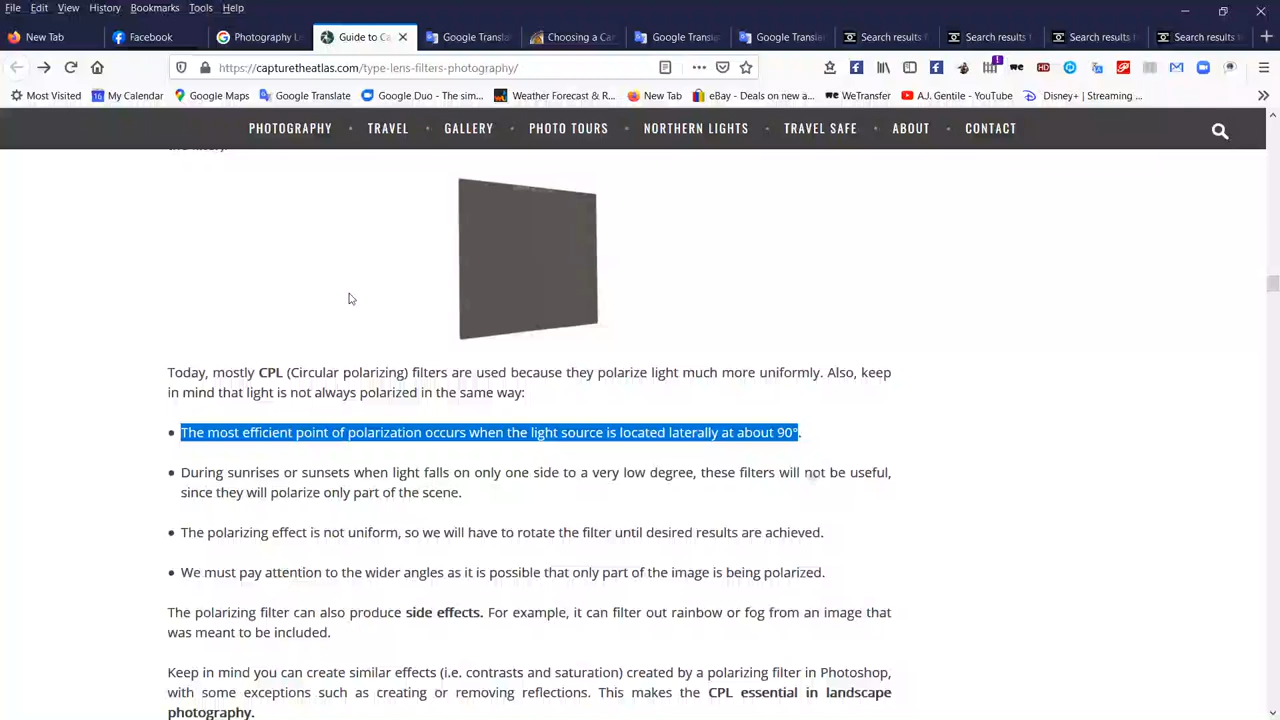 File Edit View History Bookmarks Tools Help
New Tab Facebook Photography L Guide to Ca Google Transla Choosing a Car Google Transla Google Transla Search results f Search results f Search results f Search results
https://capturetheatlas.com/type-lens-filters-photography/
Most Visited My Calendar Google Maps Google Translate Google Duo - The sim... Weather Forecast & R... New Tab eBay - Deals on new a... WeTransfer A.J. Gentile - YouTube Disney+ | Streaming ...
PHOTOGRAPHY • TRAVEL • GALLERY • PHOTO TOURS • NORTHERN LIGHTS • TRAVEL SAFE • ABOUT • CONTACT
Today, mostly CPL (Circular polarizing) filters are used because they polarize light much more uniformly. Also, keep
in mind that light is not always polarized in the same way:
• The most efficient point of polarization occurs when the light source is located laterally at about 90°.
• During sunrises or sunsets when light falls on only one side to a very low degree, these filters will not be useful,
since they will polarize only part of the scene.
• The polarizing effect is not uniform, so we will have to rotate the filter until desired results are achieved.
• We must pay attention to the wider angles as it is possible that only part of the image is being polarized.
The polarizing filter can also produce side effects. For example, it can filter out rainbow or fog from an image that
was meant to be included.
Keep in mind you can create similar effects (i.e. contrasts and saturation) created by a polarizing filter in Photoshop,
with some exceptions such as creating or removing reflections. This makes the CPL essential in landscape
photography.